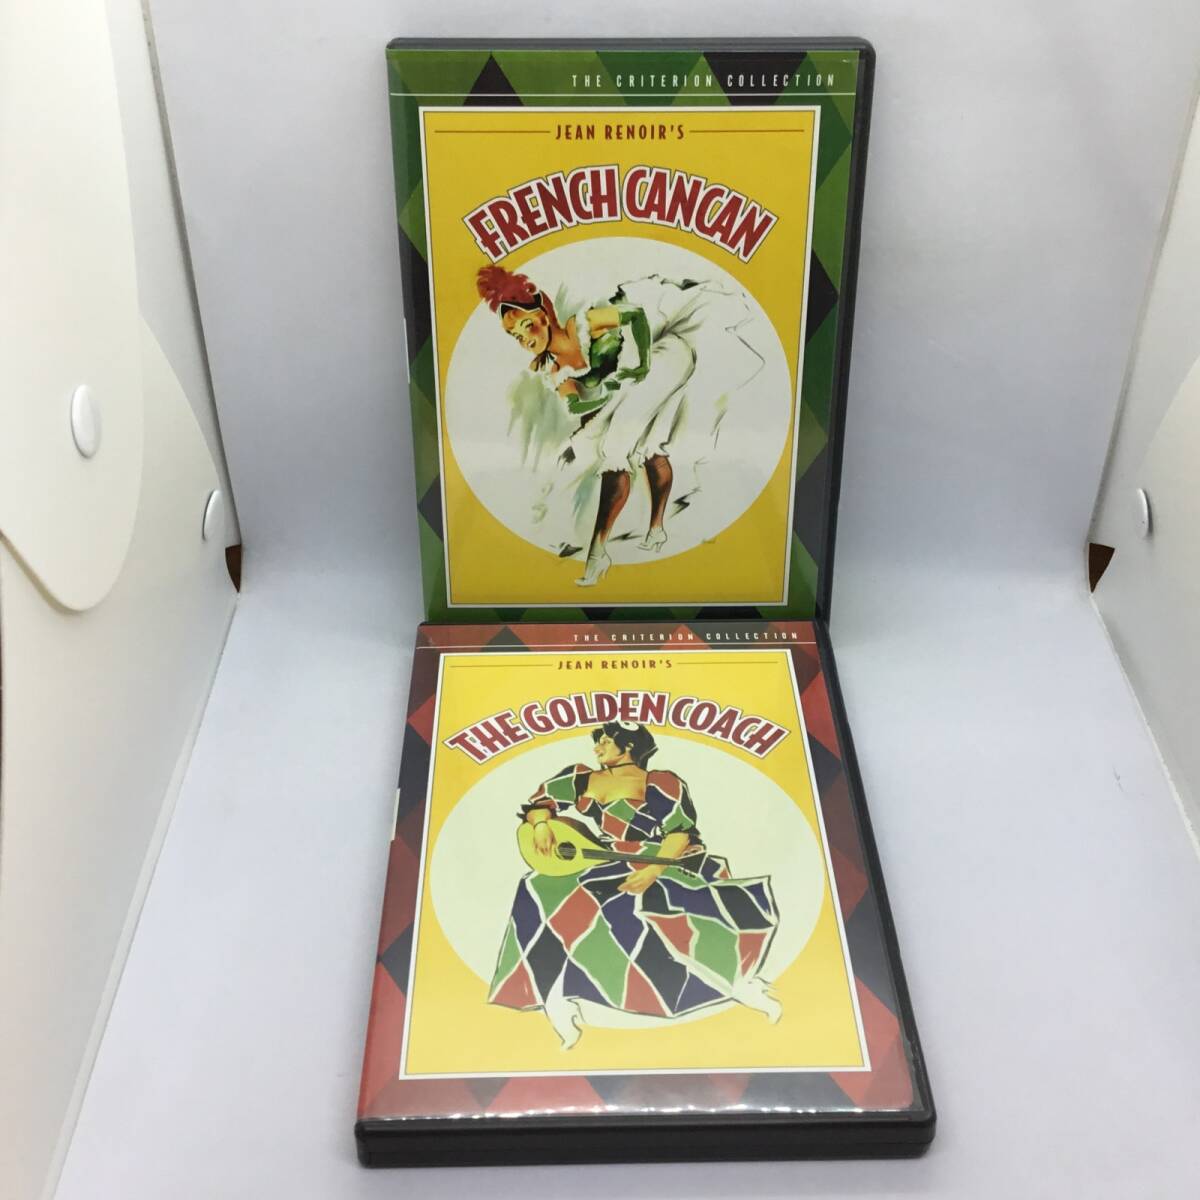 THE CRITERION COLLECTION
JEAN RENOIR'S
FRENCH CANCAN
THE CRITERION COLLECTION
JEAN RENOIR'S
THE GOLDEN COACH